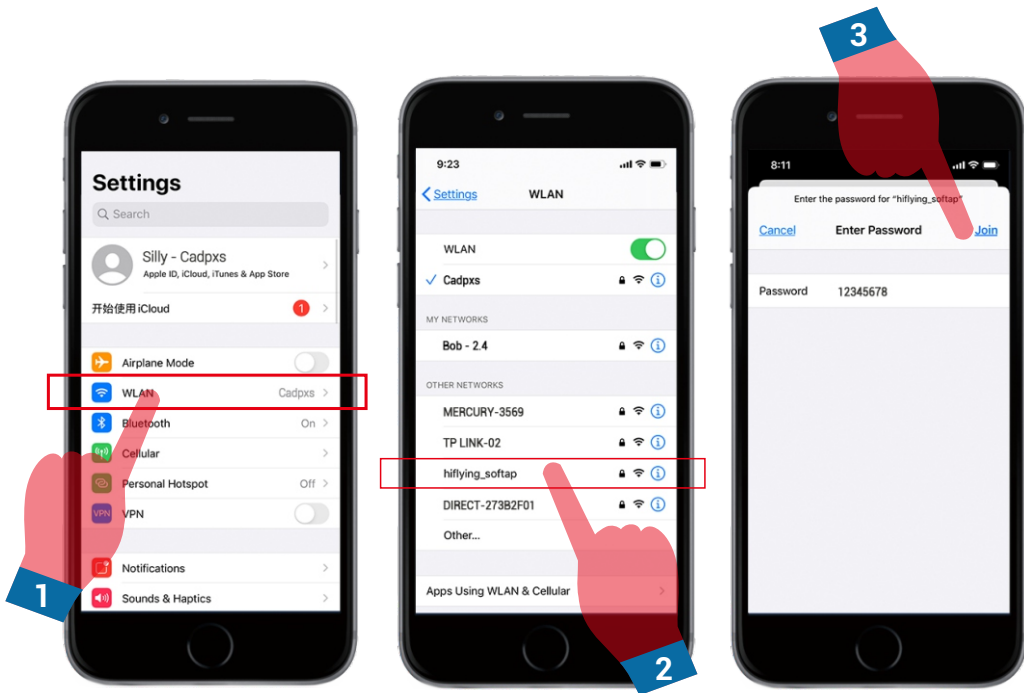 Settings
Search
Silly - Cadpxs
Apple ID, iCloud, iTunes & App Store
开始使用 iCloud 1
Airplane Mode
WLAN Cadpxs
Bluetooth On
Cellular
Personal Hotspot Off
VPN VPN
Notifications
Sounds & Haptics
1
9:23
Settings WLAN
WLAN
Cadpxs
MY NETWORKS
Bob - 2.4
OTHER NETWORKS
MERCURY-3569
TP LINK-02
hiflying_softap
DIRECT-273B2F01
Other...
Apps Using WLAN & Cellular
2
3
8:11
Enter the password for “hiflying_softap”
Cancel Enter Password Join
Password 12345678